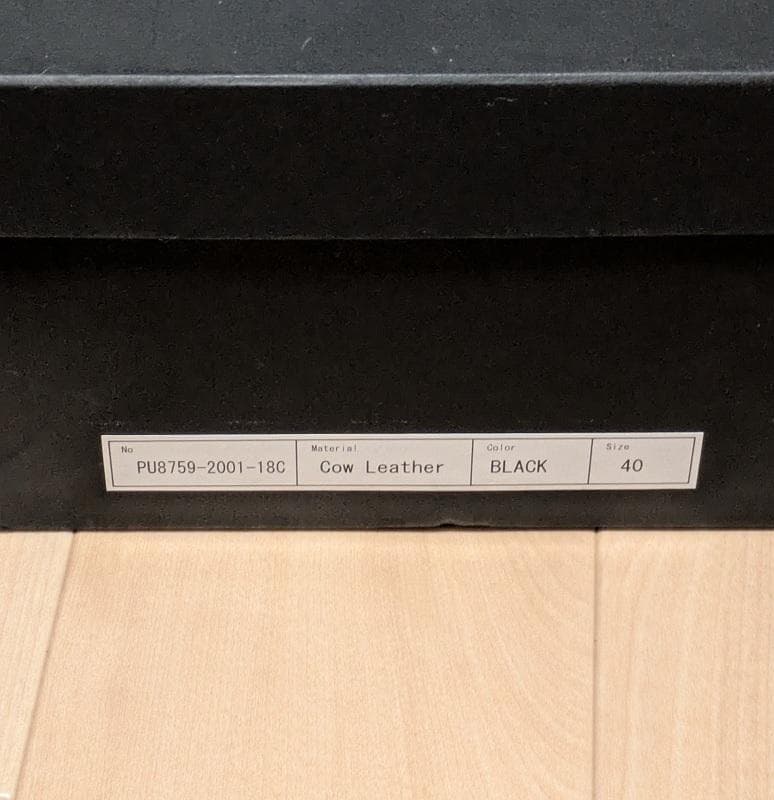 No Material Color Size
PU8759-2001-18C Cow Leather BLACK 40